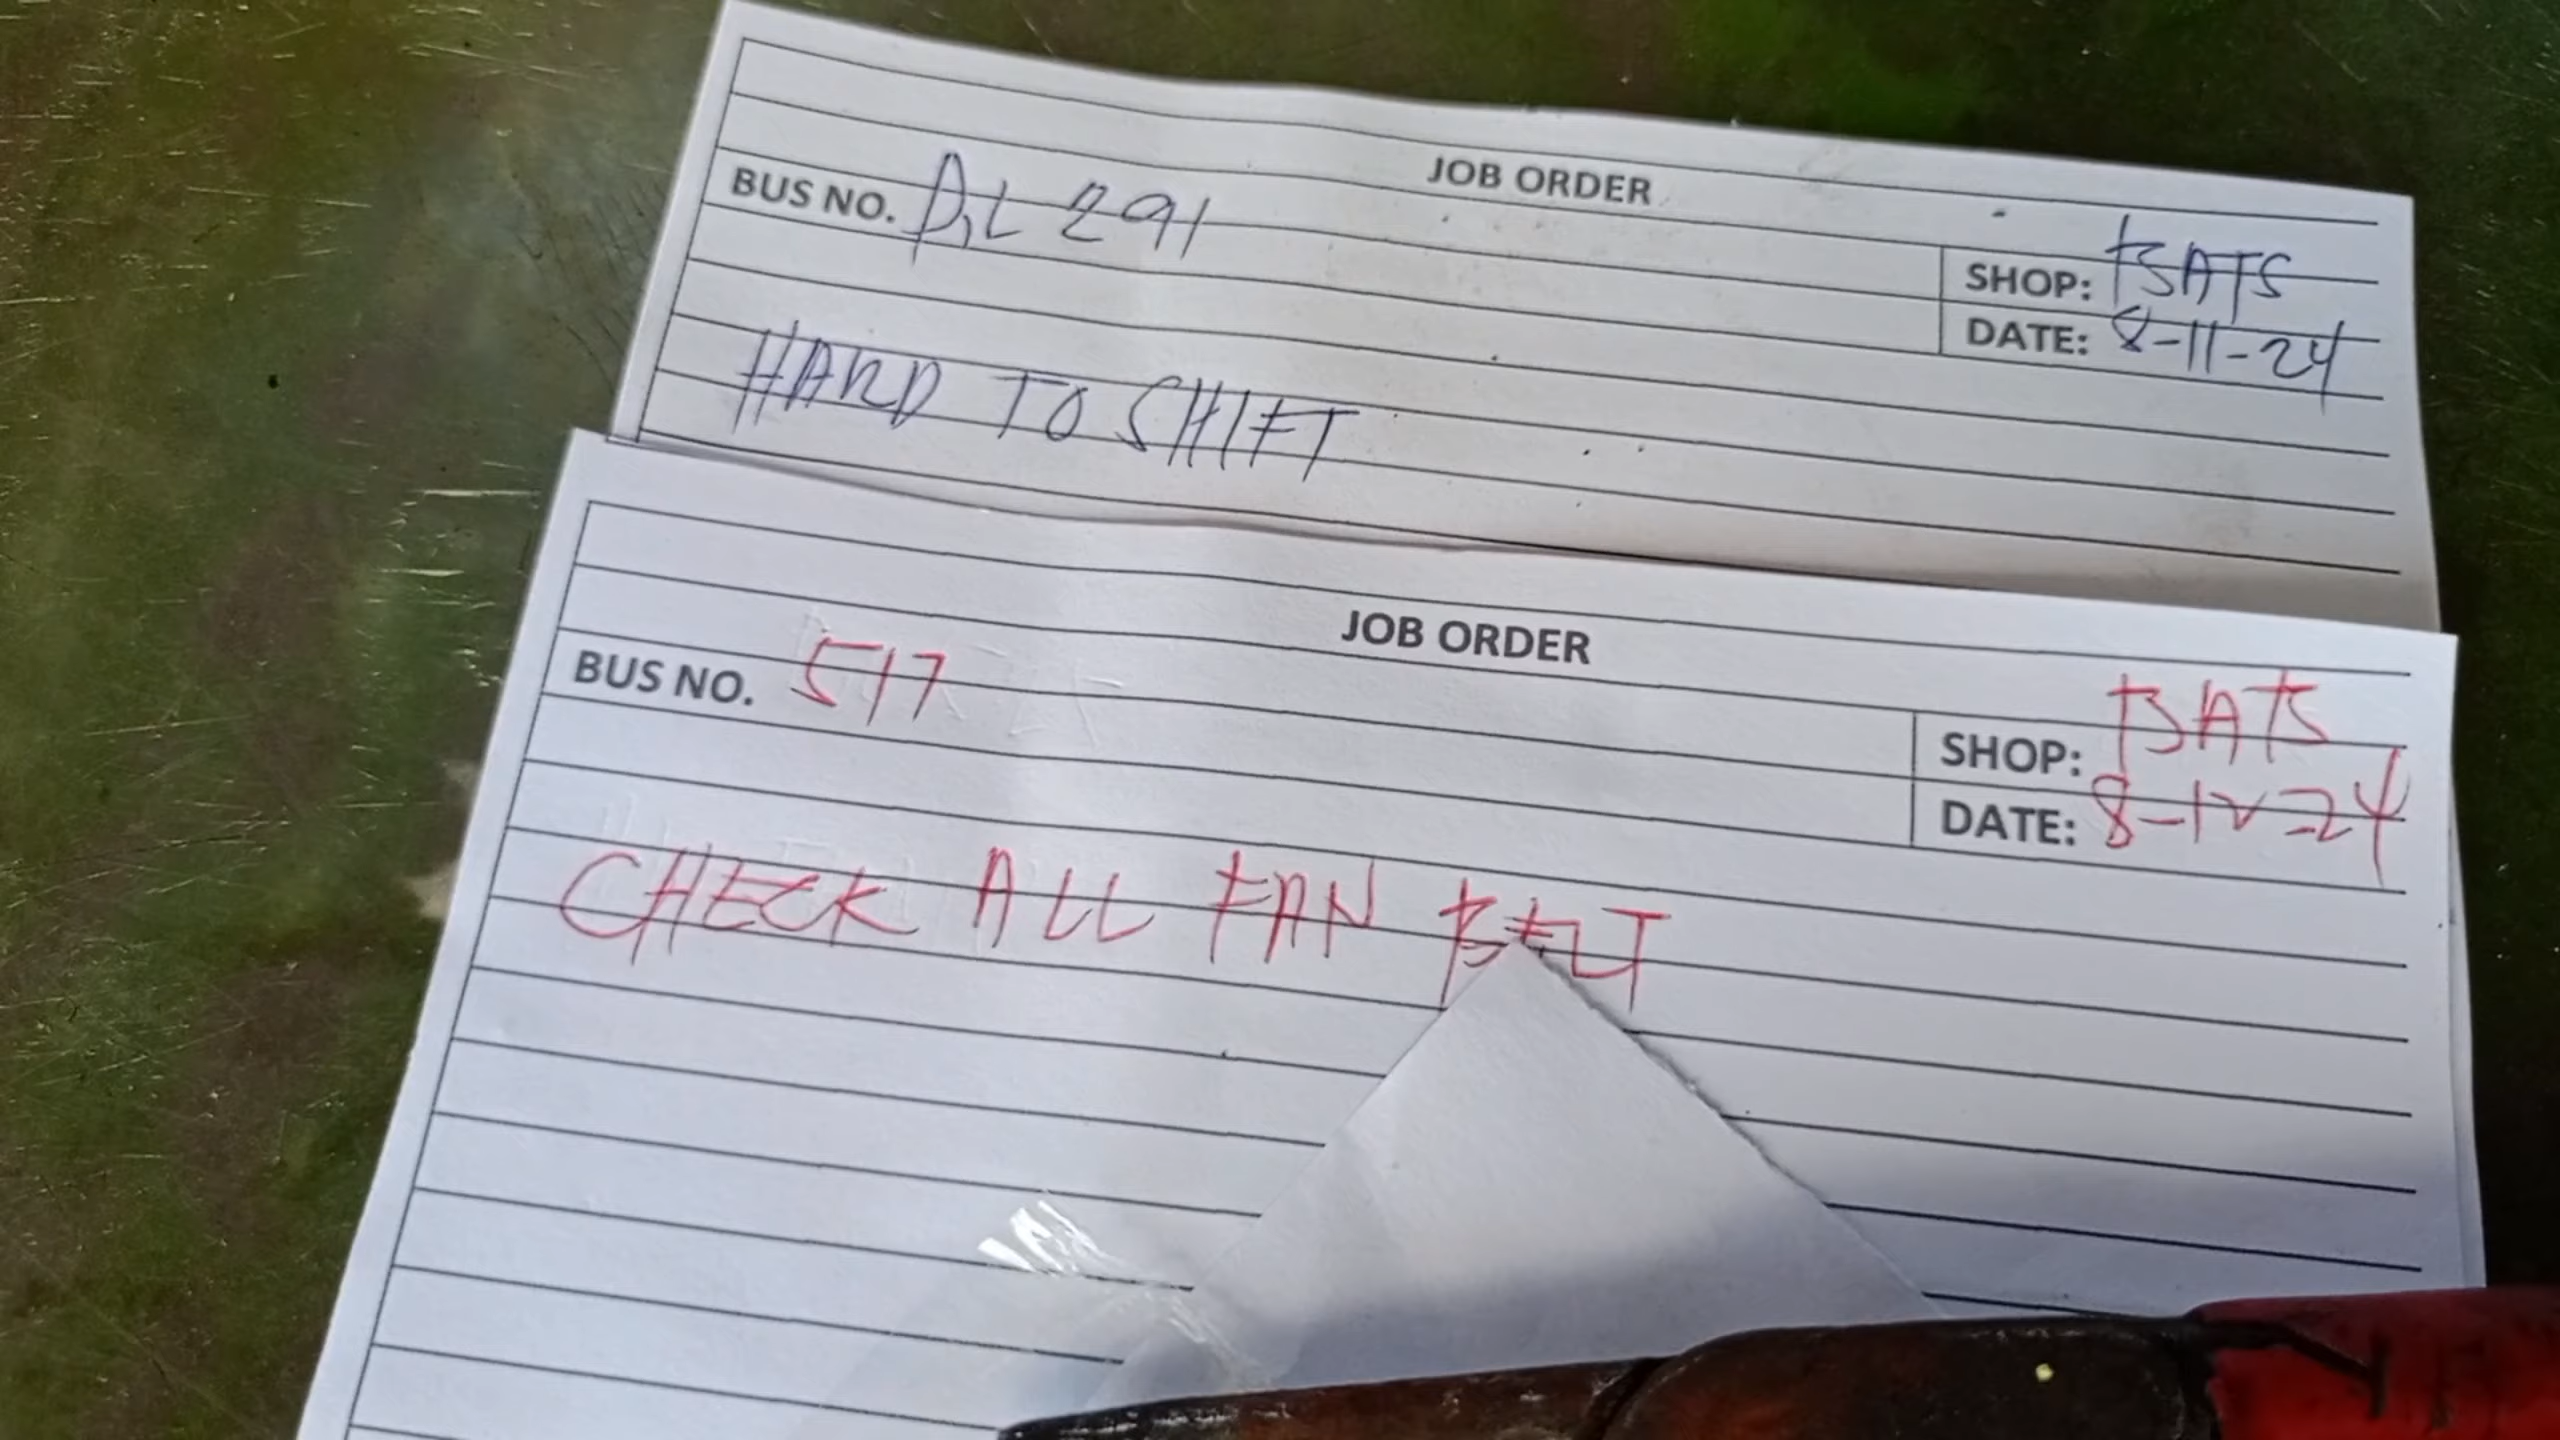 JOB ORDER
BUS NO. DL 291
SHOP: BATS
DATE: 8-11-24
HARD TO SHIFT
JOB ORDER
BUS NO. 517
SHOP: BATS
DATE: 8-12-24
CHECK ALL FAN BELT